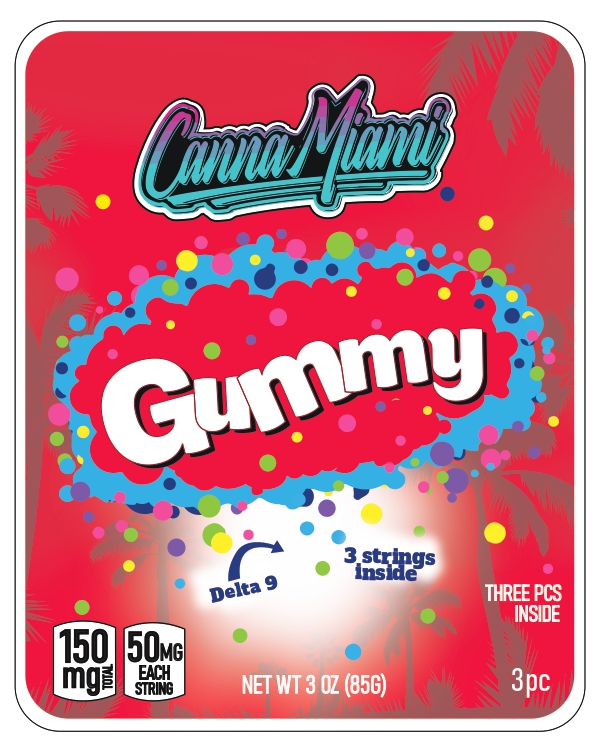 Canna Miami
Gummy
Delta 9
3 strings
inside
THREE PCS
INSIDE
150
mg TOTAL
50MG
EACH
STRING
NET WT 3 OZ (85G)
3pc